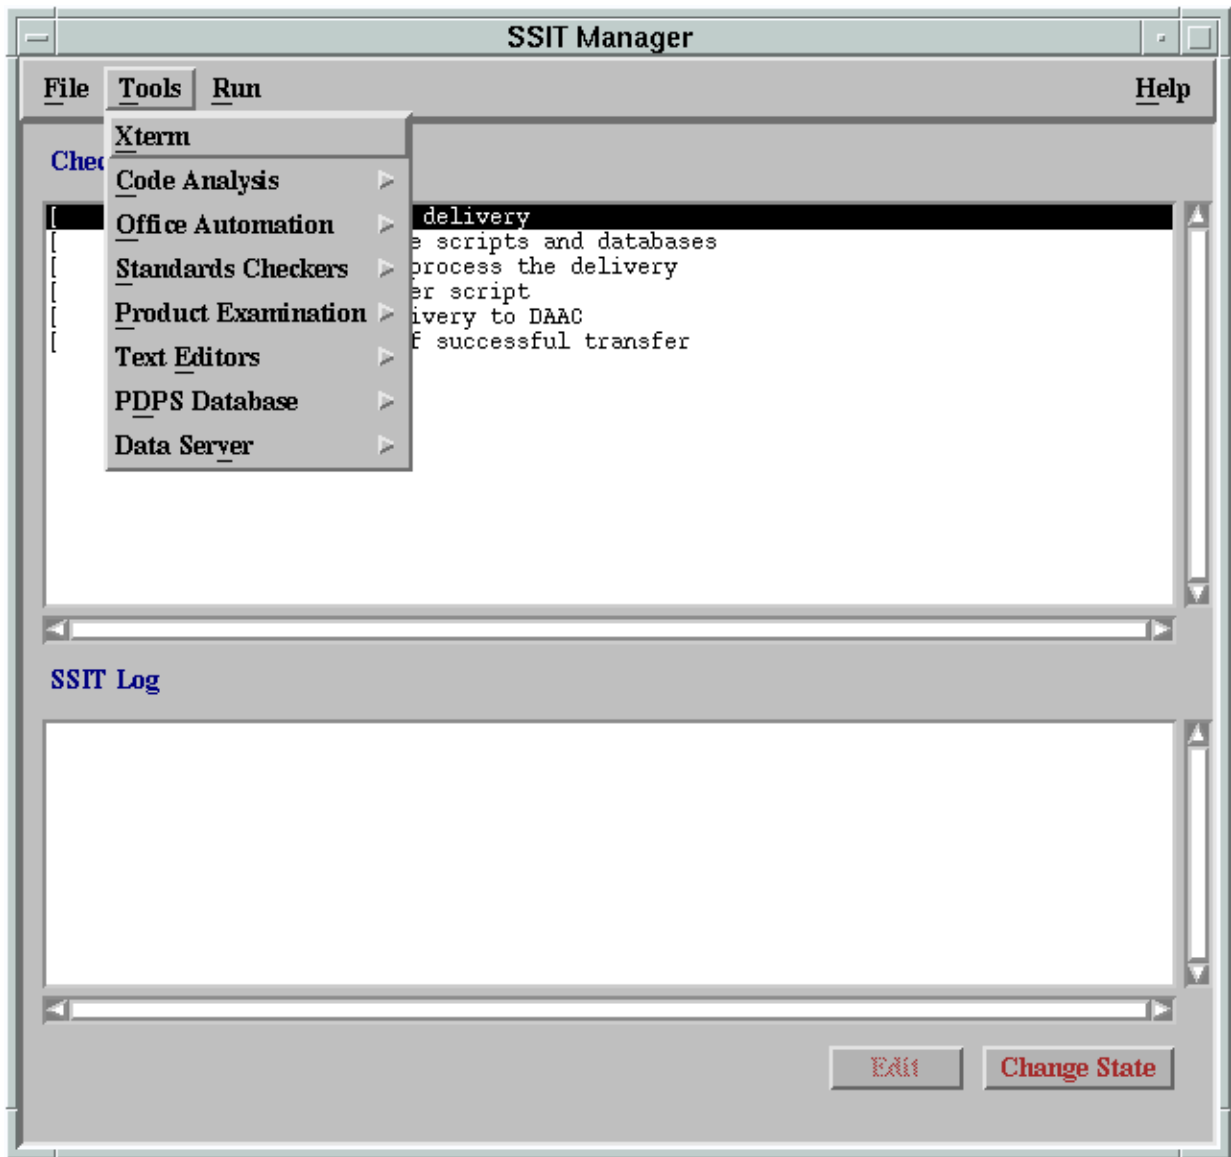 SSIT Manager
File Tools Run Help
Xterm
Code Analysis
Office Automation
Standards Checkers
Product Examination
Text Editors
PDPS Database
Data Server
[ delivery
[ scripts and databases
[ process the delivery
[ script
[ to DAAC
[ successful transfer
SSIT Log
Edit Change State